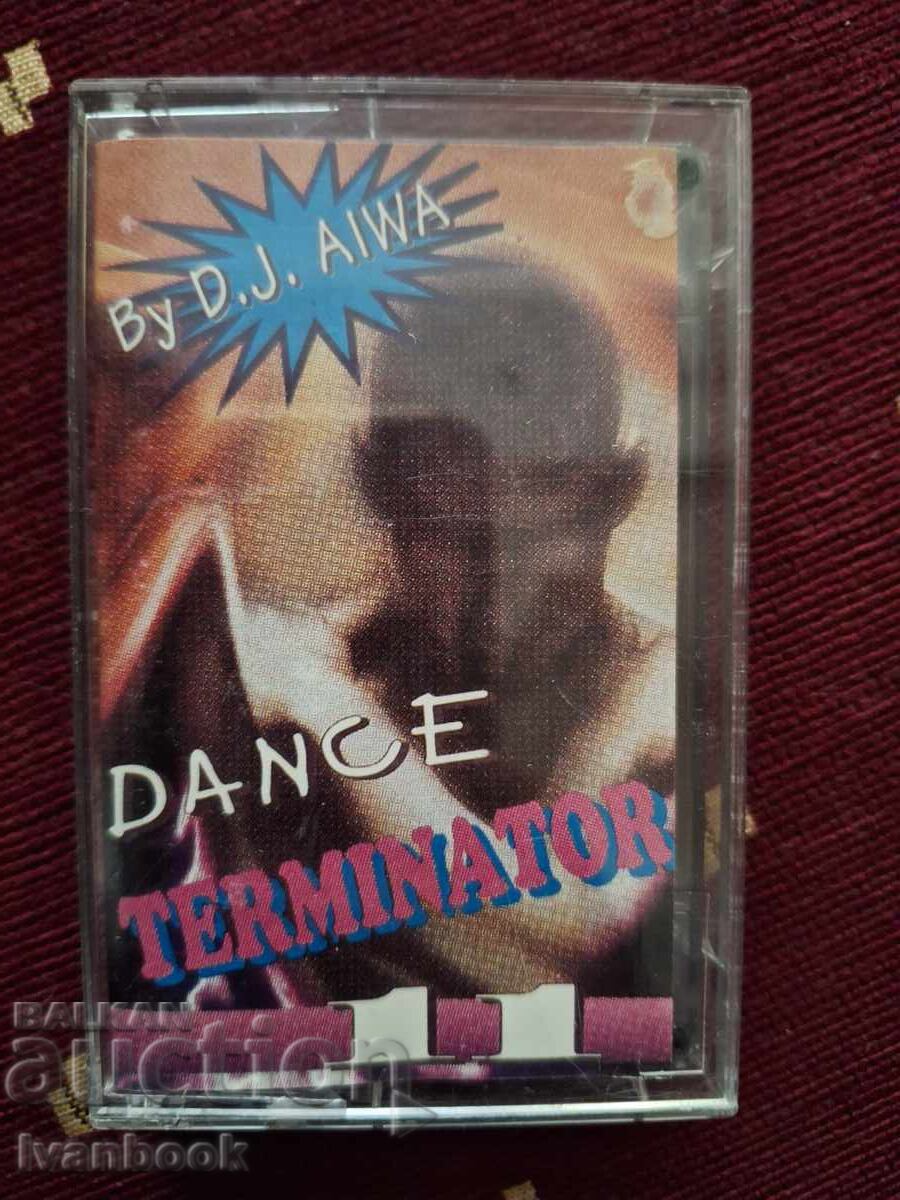 By D.J. AIWA
DANCE
TERMINATOR
11
BALKAN
auction
Ivanbook